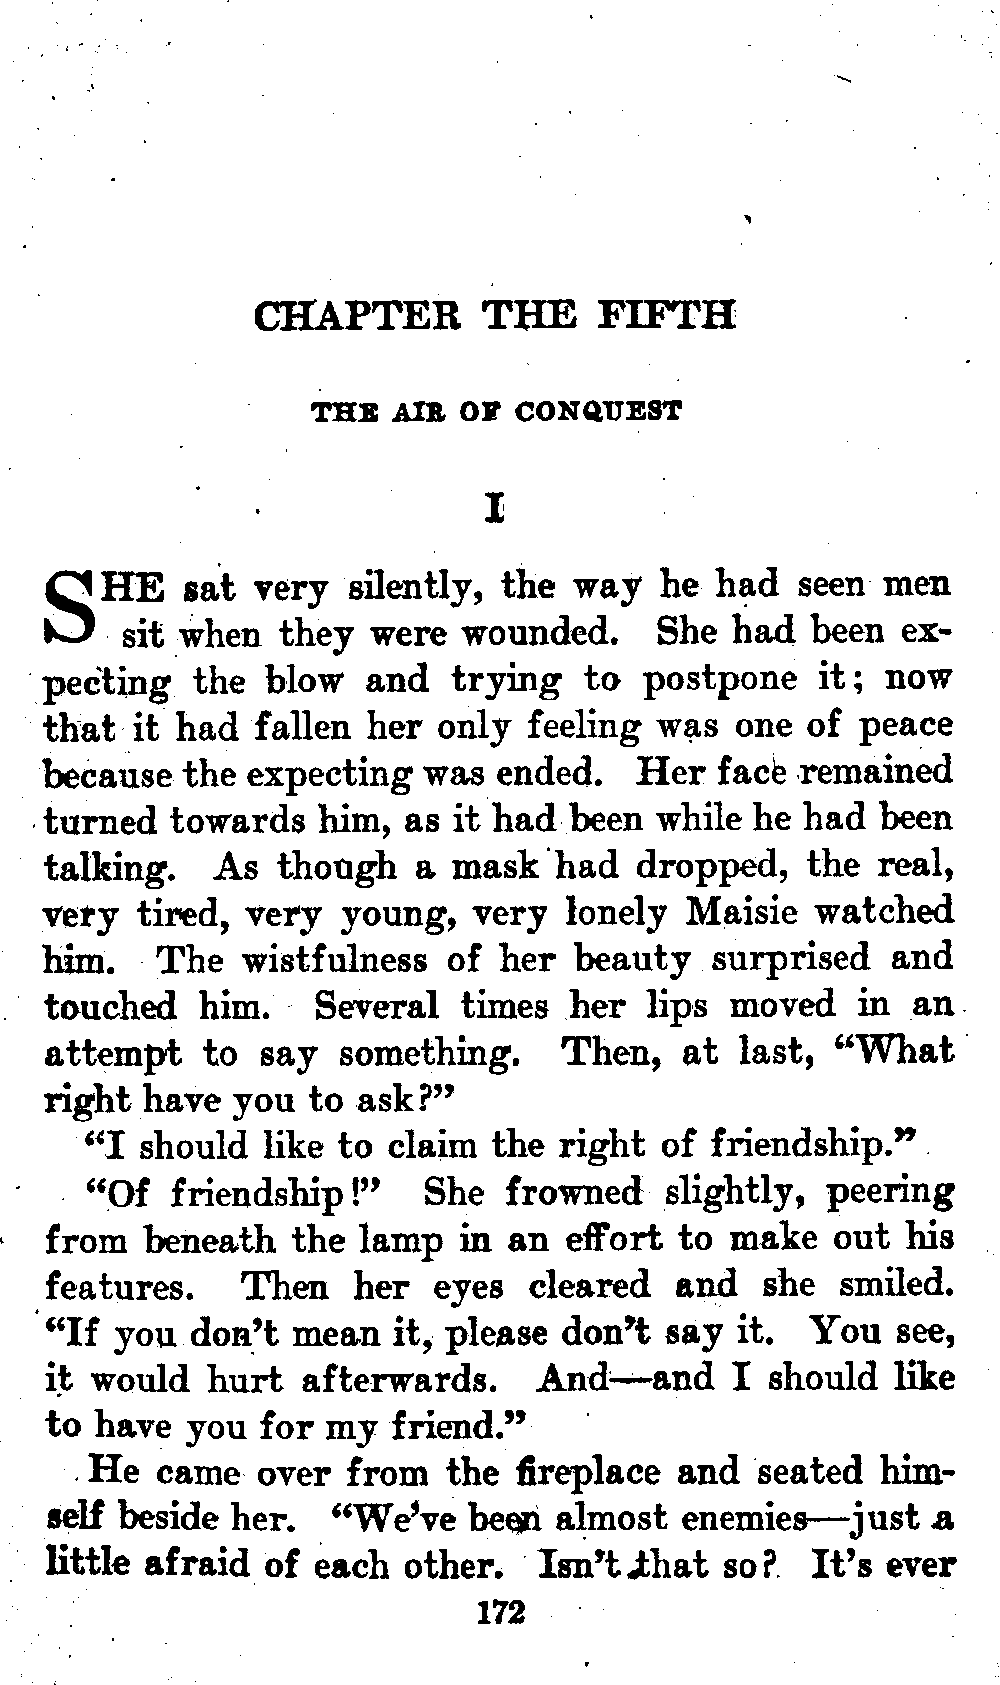 CHAPTER THE FIFTH
THE AIR OF CONQUEST
I
SHE sat very silently, the way he had seen men
sit when they were wounded. She had been ex-
pecting the blow and trying to postpone it; now
that it had fallen her only feeling was one of peace
because the expecting was ended. Her face remained
turned towards him, as it had been while he had been
talking. As though a mask had dropped, the real,
very tired, very young, very lonely Maisie watched
him. The wistfulness of her beauty surprised and
touched him. Several times her lips moved in an
attempt to say something. Then, at last, “What
right have you to ask?”
“I should like to claim the right of friendship.”
“Of friendship!” She frowned slightly, peering
from beneath the lamp in an effort to make out his
features. Then her eyes cleared and she smiled.
“If you don’t mean it, please don’t say it. You see,
it would hurt afterwards. And—and I should like
to have you for my friend.”
He came over from the fireplace and seated him-
self beside her. “We’ve been almost enemies—just a
little afraid of each other. Isn’t that so? It’s ever
172